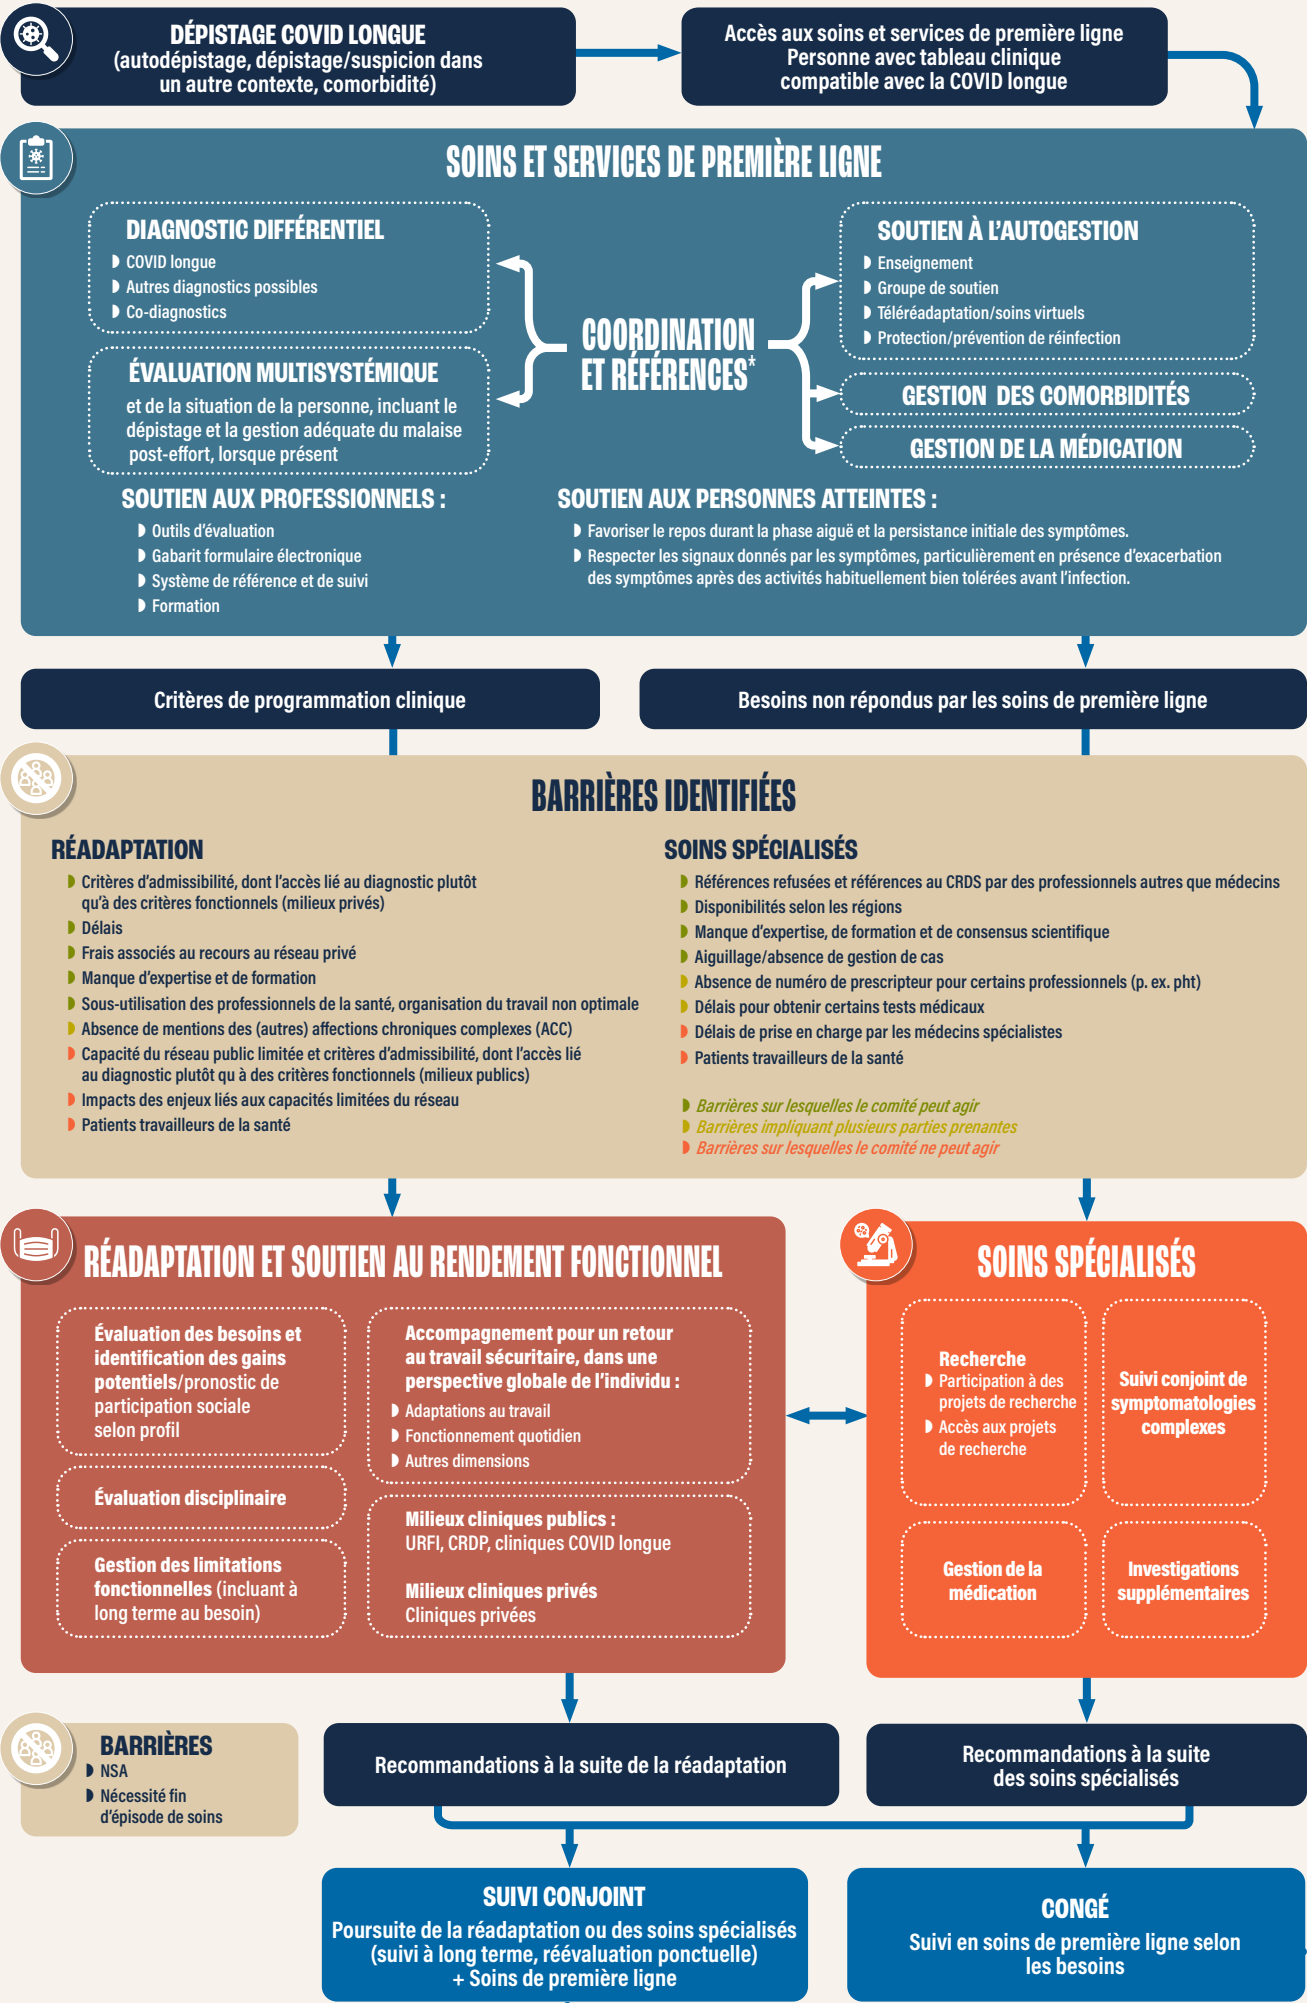 DÉPISTAGE COVID LONGUE
(autodépistage, dépistage/suspicion dans
un autre contexte, comorbidité)
Accès aux soins et services de première ligne
Personne avec tableau clinique
compatible avec la COVID longue
SOINS ET SERVICES DE PREMIÈRE LIGNE
DIAGNOSTIC DIFFÉRENTIEL
COVID longue
Autres diagnostics possibles
Co-diagnostics
ÉVALUATION MULTISYSTÉMIQUE
et de la situation de la personne, incluant le
dépistage et la gestion adéquate du malaise
post-effort, lorsque présent
COORDINATION
ET RÉFÉRENCES*
SOUTIEN À L'AUTOGESTION
Enseignement
Groupe de soutien
Téléréadaptation/soins virtuels
Protection/prévention de réinfection
GESTION DES COMORBIDITÉS
GESTION DE LA MÉDICATION
SOUTIEN AUX PROFESSIONNELS :
Outils d'évaluation
Gabarit formulaire électronique
Système de référence et de suivi
Formation
SOUTIEN AUX PERSONNES ATTEINTES :
Favoriser le repos durant la phase aiguë et la persistance initiale des symptômes.
Respecter les signaux donnés par les symptômes, particulièrement en présence d'exacerbation
des symptômes après des activités habituellement bien tolérées avant l'infection.
Critères de programmation clinique
Besoins non répondus par les soins de première ligne
BARRIÈRES IDENTIFIÉES
RÉADAPTATION
Critères d'admissibilité, dont l'accès lié au diagnostic plutôt
qu'à des critères fonctionnels (milieux privés)
Délais
Frais associés au recours au réseau privé
Manque d'expertise et de formation
Sous-utilisation des professionnels de la santé, organisation du travail non optimale
Absence de mentions des (autres) affections chroniques complexes (ACC)
Capacité du réseau public limitée et critères d'admissibilité, dont l'accès lié
au diagnostic plutôt qu à des critères fonctionnels (milieux publics)
Impacts des enjeux liés aux capacités limitées du réseau
Patients travailleurs de la santé
SOINS SPÉCIALISÉS
Références refusées et références au CRDS par des professionnels autres que médecins
Disponibilités selon les régions
Manque d'expertise, de formation et de consensus scientifique
Aiguillage/absence de gestion de cas
Absence de numéro de prescripteur pour certains professionnels (p. ex. pht)
Délais pour obtenir certains tests médicaux
Délais de prise en charge par les médecins spécialistes
Patients travailleurs de la santé
Barrières sur lesquelles le comité peut agir
Barrières impliquant plusieurs parties prenantes
Barrières sur lesquelles le comité ne peut agir
RÉADAPTATION ET SOUTIEN AU RENDEMENT FONCTIONNEL
Évaluation des besoins et
identification des gains
potentiels/pronostic de
participation sociale
selon profil
Évaluation disciplinaire
Gestion des limitations
fonctionnelles (incluant à
long terme au besoin)
Accompagnement pour un retour
au travail sécuritaire, dans une
perspective globale de l'individu :
Adaptations au travail
Fonctionnement quotidien
Autres dimensions
Milieux cliniques publics :
URFI, CRDP, cliniques COVID longue
Milieux cliniques privés
Cliniques privées
SOINS SPÉCIALISÉS
Recherche
Participation à des
projets de recherche
Accès aux projets
de recherche
Suivi conjoint de
symptomatologies
complexes
Gestion de la
médication
Investigations
supplémentaires
BARRIÈRES
NSA
Nécessité fin
d'épisode de soins
Recommandations à la suite de la réadaptation
Recommandations à la suite
des soins spécialisés
SUIVI CONJOINT
Poursuite de la réadaptation ou des soins spécialisés
(suivi à long terme, réévaluation ponctuelle)
+ Soins de première ligne
CONGÉ
Suivi en soins de première ligne selon
les besoins